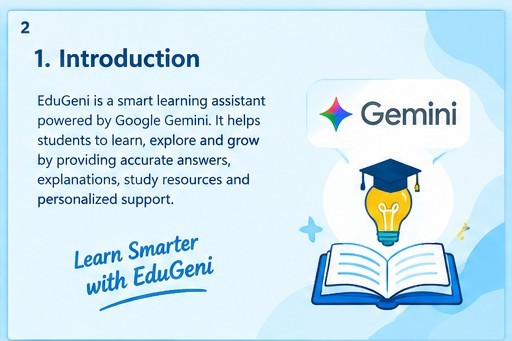 2
1. Introduction
EduGeni is a smart learning assistant
powered by Google Gemini. It helps
students to learn, explore and grow
by providing accurate answers,
explanations, study resources and
personalized support.
Learn Smarter
with EduGeni
Gemini